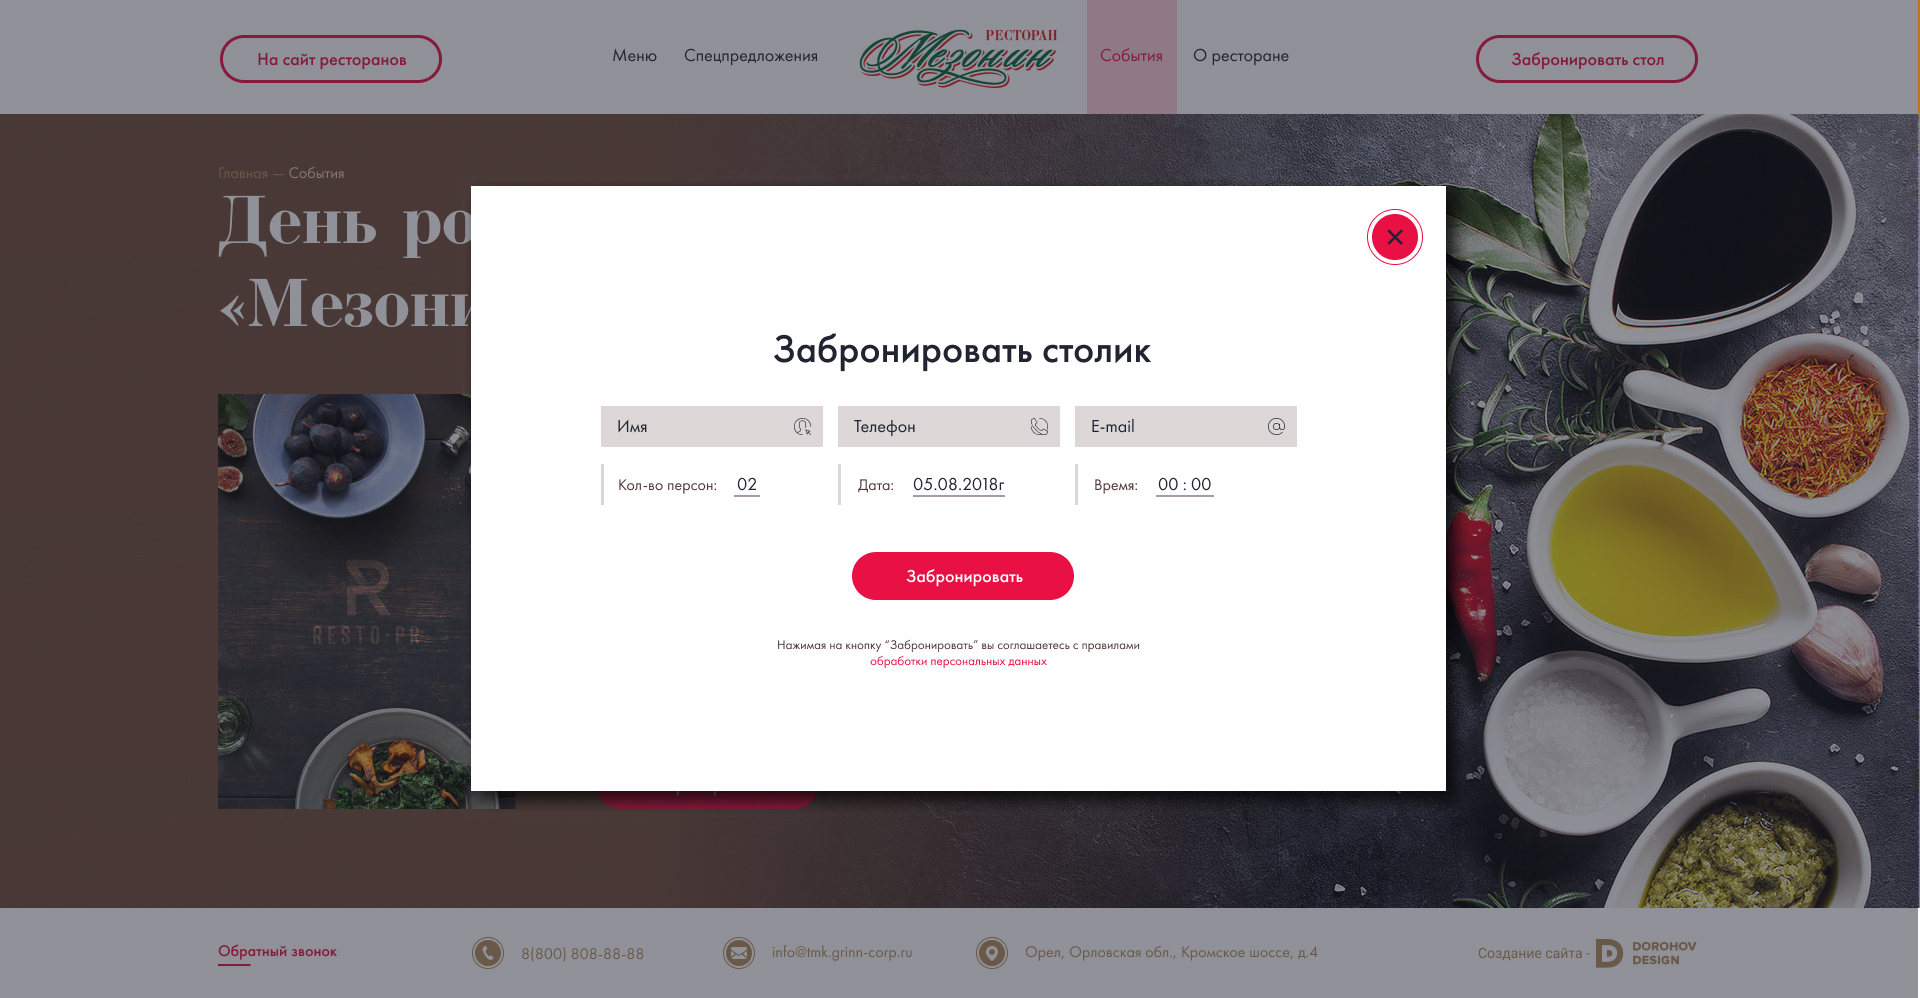 На сайт ресторанов
Меню
Спецпредложения
РЕСТОРАН
Мезонин
События
О ресторане
Забронировать стол
Главная — События
День ро
«Мезони
Забронировать столик
Имя
Телефон
E-mail
Кол-во персон: 02
Дата: 05.08.2018г
Время: 00 : 00
Забронировать
Нажимая на кнопку “Забронировать” вы соглашаетесь с правилами
обработки персональных данных
RESTO·PR
Обратный звонок
8(800) 808-88-88
info@tmk.grinn-corp.ru
Орел, Орловская обл., Кромское шоссе, д.4
Создание сайта -
DOROHOV
DESIGN